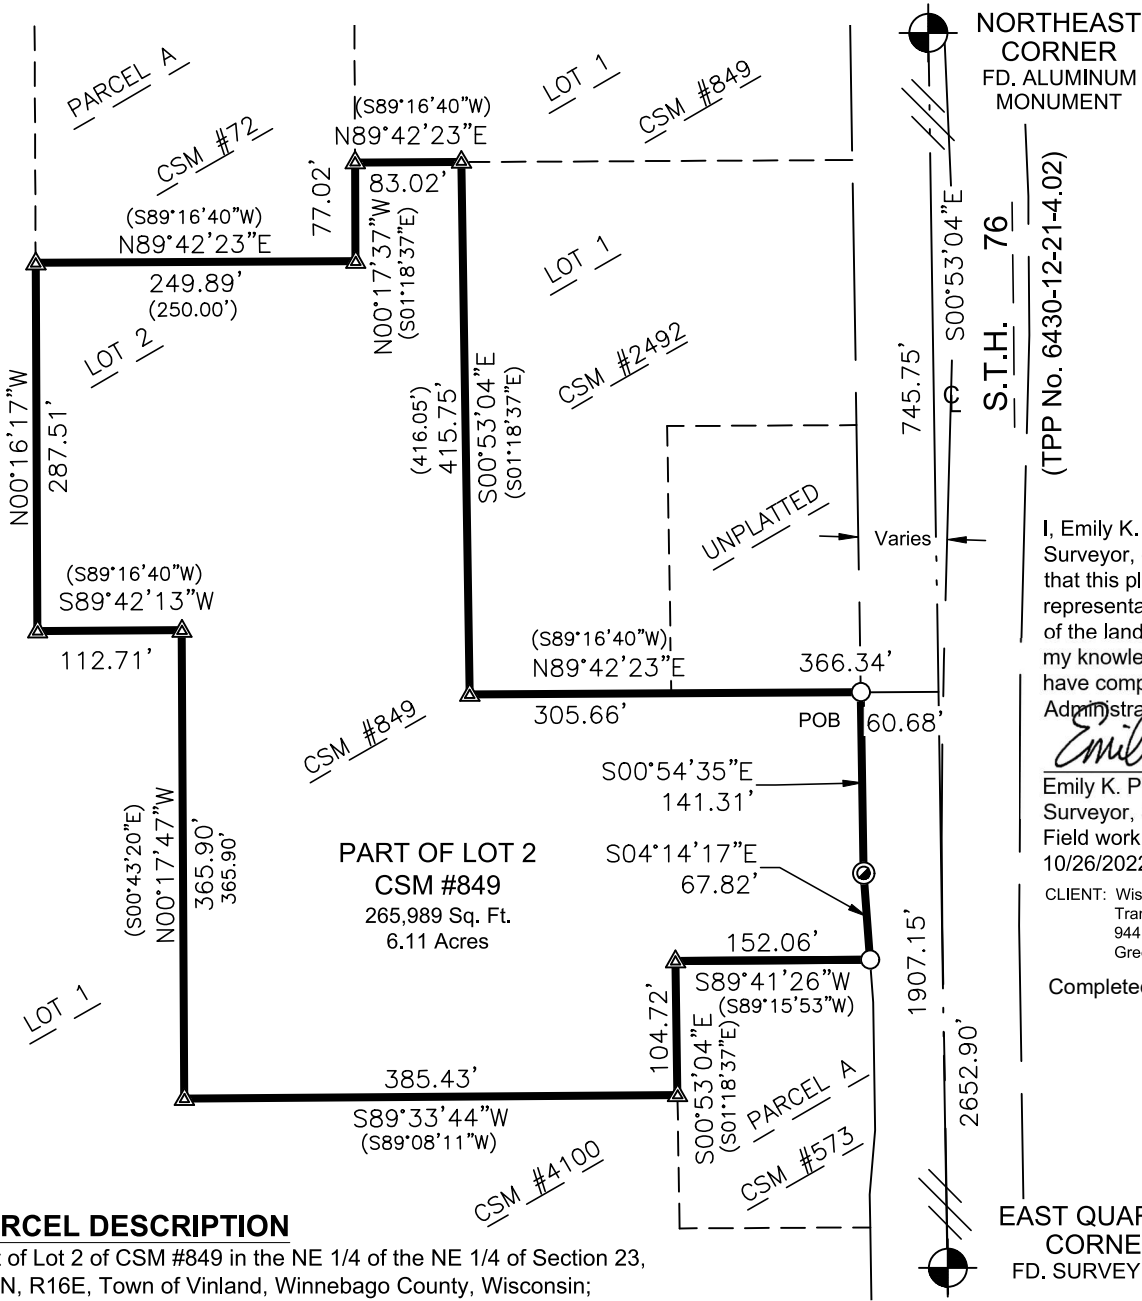 NORTHEAST
CORNER
FD. ALUMINUM
MONUMENT
PARCEL A
CSM #72
LOT 1
CSM #849
(S89°16'40"W)
N89°42'23"E
83.02'
77.02'
N00°17'37"W
(S01°18'37"E)
(S89°16'40"W)
N89°42'23"E
249.89'
(250.00')
LOT 2
N00°16'17"W
287.51'
LOT 1
CSM #2492
(416.05')
415.75'
S00°53'04"E
(S01°18'37"E)
745.75'
S00°53'04"E
C L
S.T.H. 76
(TPP No. 6430-12-21-4.02)
UNPLATTED
Varies
(S89°16'40"W)
S89°42'13"W
112.71'
(S89°16'40"W)
N89°42'23"E
305.66'
366.34'
POB
60.68'
CSM #849
S00°54'35"E
141.31'
S04°14'17"E
67.82'
(S00°43'20"E)
N00°17'47"W
365.90'
365.90'
PART OF LOT 2
CSM #849
265,989 Sq. Ft.
6.11 Acres
152.06'
S89°41'26"W
(S89°15'53"W)
104.72'
S00°53'04"E
(S01°18'37"E)
1907.15'
2652.90'
LOT 1
385.43'
S89°33'44"W
(S89°08'11"W)
CSM #4100
PARCEL A
CSM #573
I, Emily K.
Surveyor,
that this pl
representa
of the land
my knowle
have comp
Administra
Emil
Emily K. P
Surveyor,
Field work
10/26/2022
CLIENT: Wis
Tran
944
Gree
Completed
EAST QUAR
CORNE
FD. SURVEY
RCEL DESCRIPTION
t of Lot 2 of CSM #849 in the NE 1/4 of the NE 1/4 of Section 23,
N, R16E, Town of Vinland, Winnebago County, Wisconsin;